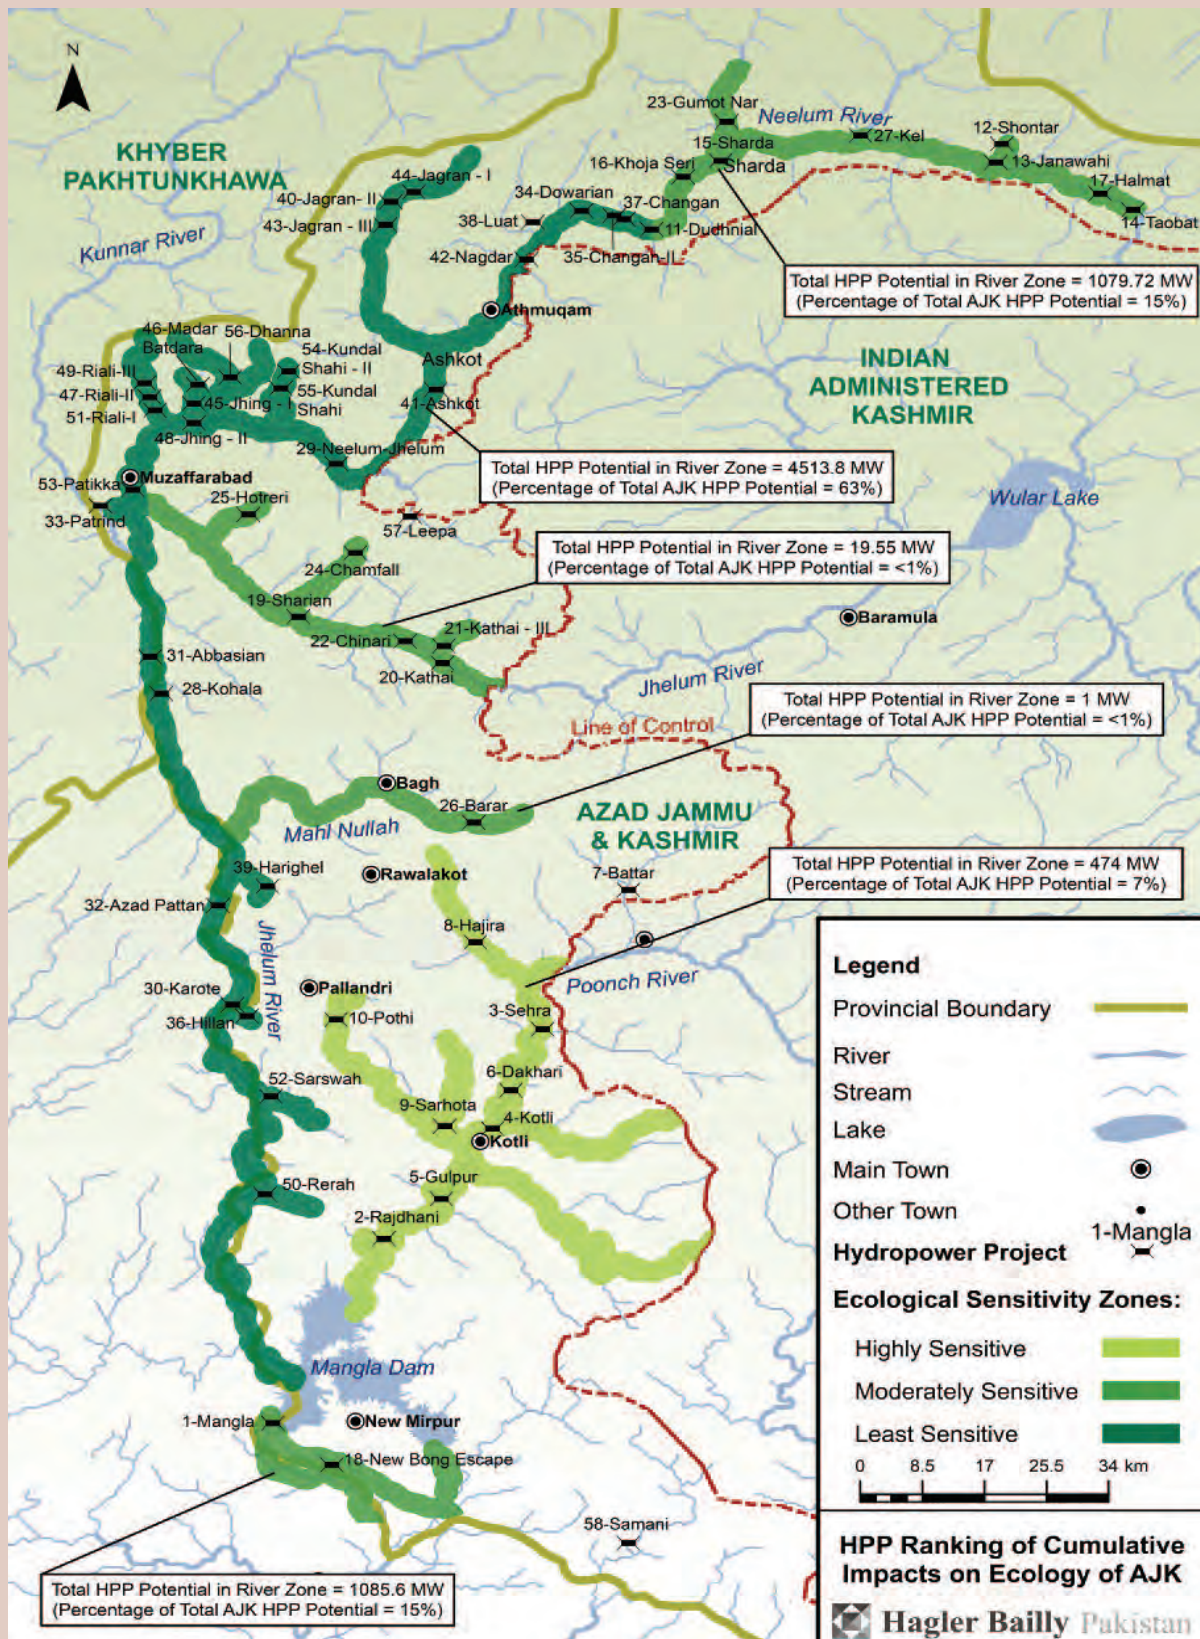 N
KHYBER
PAKHTUNKHAWA
Kunnar River
23-Gumot Nar
Neelum River
12-Shontar
15-Sharda
27-Kel
16-Khoja Seri
Sharda
13-Janawahi
44-Jagran - I
17-Halmat
40-Jagran- II
34-Dowarian
37-Changan
14-Taobat
43-Jagran - III
38-Luat
11-Dudhnial
42-Nagdar
35-Changan-II
Total HPP Potential in River Zone = 1079.72 MW
(Percentage of Total AJK HPP Potential = 15%)
Athmuqam
46-Madar
Batdara
56-Dhanna
54-Kundal
Shahi - II
Ashkot
INDIAN
ADMINISTERED
KASHMIR
49-Riali-III
47-Riali-II
51-Riali-I
45-Jhing - I
55-Kundal
Shahi
41-Ashkot
48-Jhing - II
29-Neelum-Jhelum
Total HPP Potential in River Zone = 4513.8 MW
(Percentage of Total AJK HPP Potential = 63%)
Muzaffarabad
53-Patikka
25-Hotreri
33-Patrind
57-Leepa
Wular Lake
Total HPP Potential in River Zone = 19.55 MW
(Percentage of Total AJK HPP Potential = <1%)
24-Chamfall
19-Sharian
Baramula
22-Chinari
21-Kathai - III
31-Abbasian
20-Kathai
28-Kohala
Jhelum River
Total HPP Potential in River Zone = 1 MW
(Percentage of Total AJK HPP Potential = <1%)
Line of Control
Bagh
26-Barar
Mahl Nullah
AZAD JAMMU
& KASHMIR
39-Harighel
Rawalakot
7-Battar
Total HPP Potential in River Zone = 474 MW
(Percentage of Total AJK HPP Potential = 7%)
32-Azad Pattan
8-Hajira
Jhelum River
Poonch River
Pallandri
30-Karote
36-Hillan
10-Pothi
3-Sehra
52-Sarswah
6-Dakhari
9-Sarhota
4-Kotli
Kotli
50-Rerah
5-Gulpur
2-Rajdhani
Mangla Dam
1-Mangla
New Mirpur
18-New Bong Escape
58-Samani
Total HPP Potential in River Zone = 1085.6 MW
(Percentage of Total AJK HPP Potential = 15%)
Legend
Provincial Boundary
River
Stream
Lake
Main Town
Other Town
1-Mangla
Hydropower Project
Ecological Sensitivity Zones:
Highly Sensitive
Moderately Sensitive
Least Sensitive
0 8.5 17 25.5 34 km
HPP Ranking of Cumulative
Impacts on Ecology of AJK
Hagler Bailly Pakistan